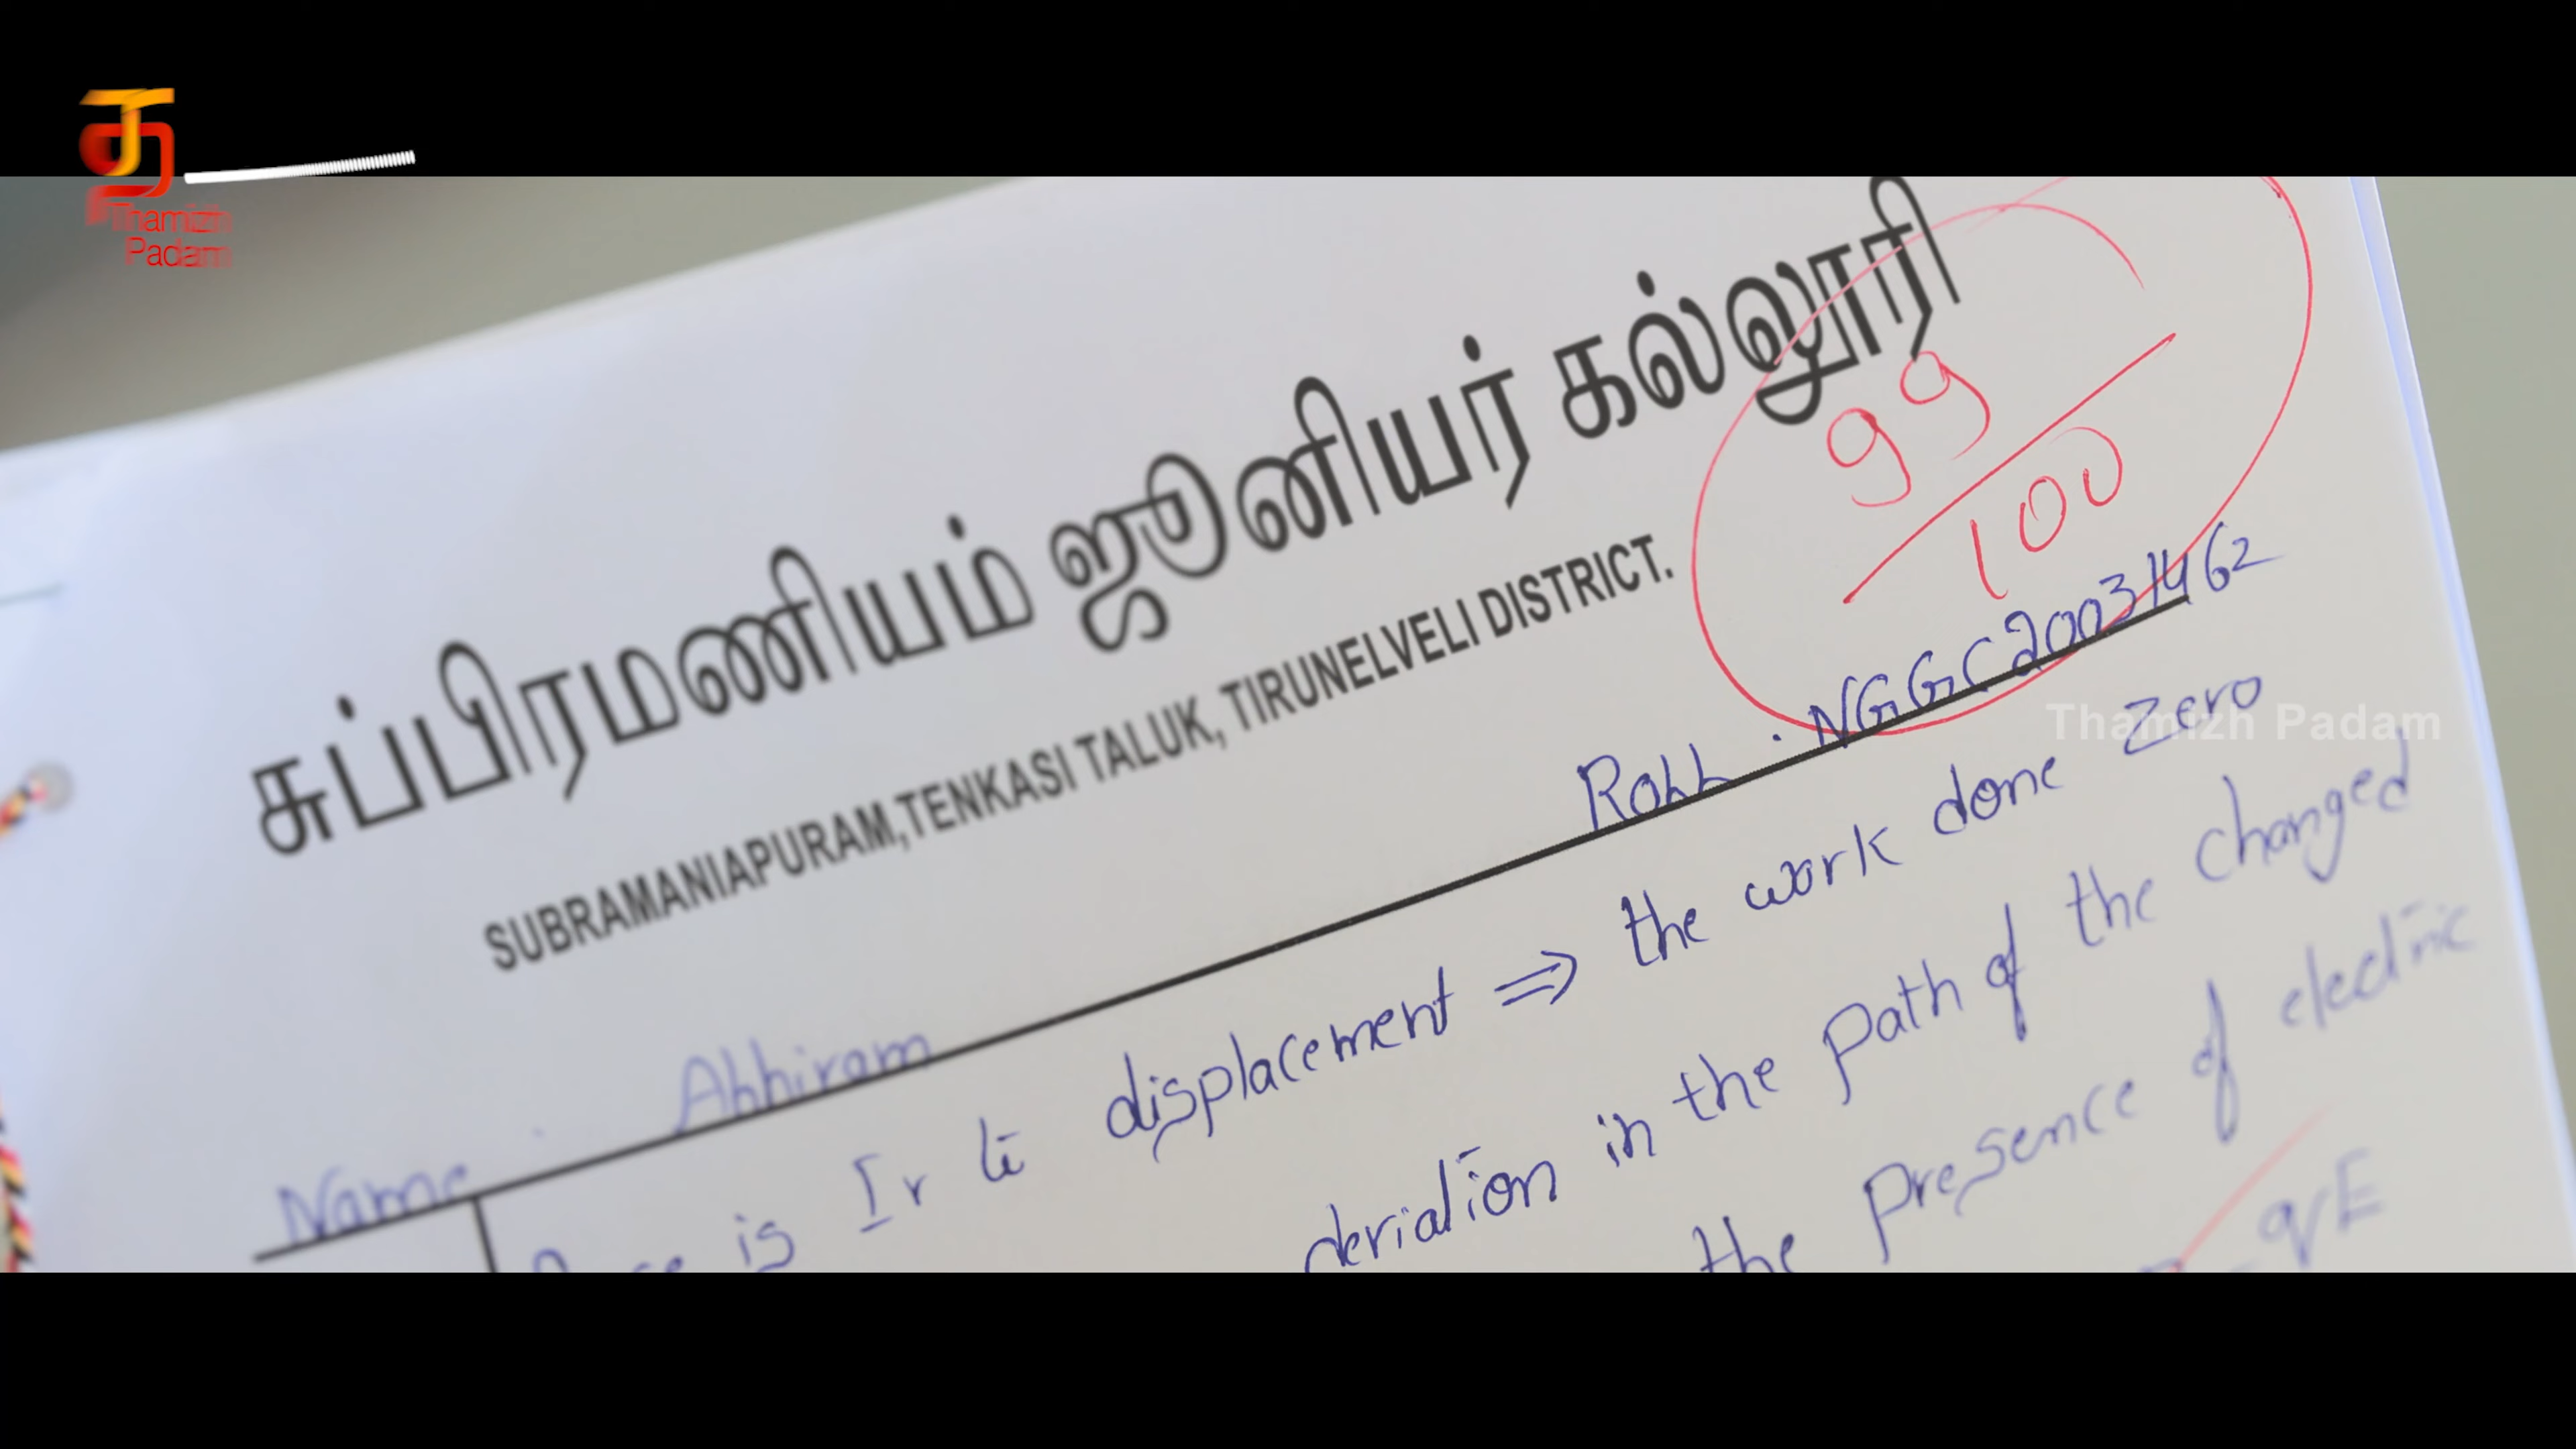 த
Thamizh
Padam
சுப்பிரமணியம் ஜூனியர் கல்லூரி
SUBRAMANIAPURAM,TENKASI TALUK, TIRUNELVELI DISTRICT.
99
100
Roll . NGGC20031462
Name . Abhiram
is Ir to displacement ⇒ the work done zero
deviation in the path of the changed
the presence of electric
qE
Thamizh Padam